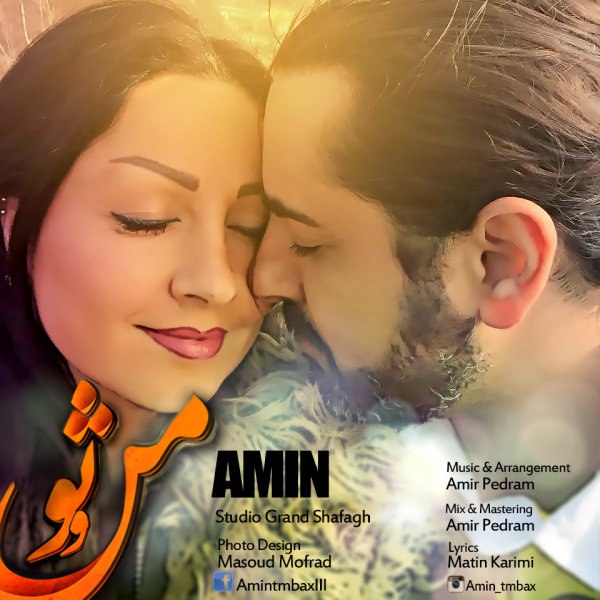 من و تو
AMIN
Studio Grand Shafagh
Photo Design
Masoud Mofrad
AmintmbaxIII
Music & Arrangement
Amir Pedram
Mix & Mastering
Amir Pedram
Lyrics
Matin Karimi
Amin_tmbax